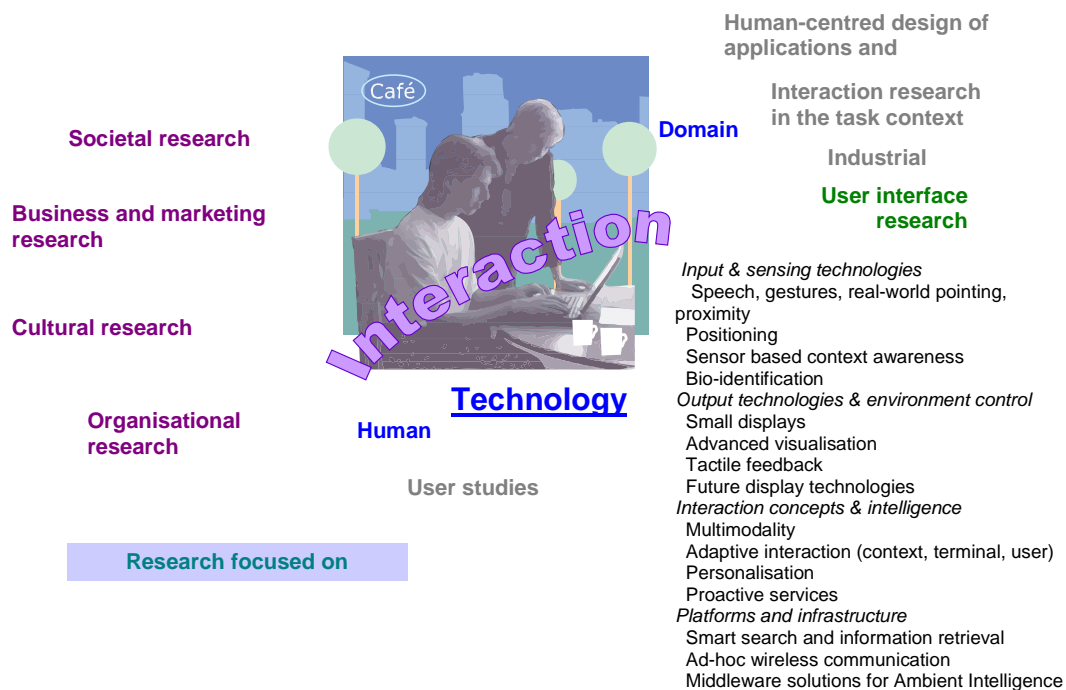 Human-centred design of
applications and
Café
Interaction research
in the task context
Domain
Societal research
Industrial
User interface
research
Business and marketing
research
Interaction
Cultural research
Technology
Organisational
research
Human
User studies
Research focused on
Input & sensing technologies
Speech, gestures, real-world pointing,
proximity
Positioning
Sensor based context awareness
Bio-identification
Output technologies & environment control
Small displays
Advanced visualisation
Tactile feedback
Future display technologies
Interaction concepts & intelligence
Multimodality
Adaptive interaction (context, terminal, user)
Personalisation
Proactive services
Platforms and infrastructure
Smart search and information retrieval
Ad-hoc wireless communication
Middleware solutions for Ambient Intelligence